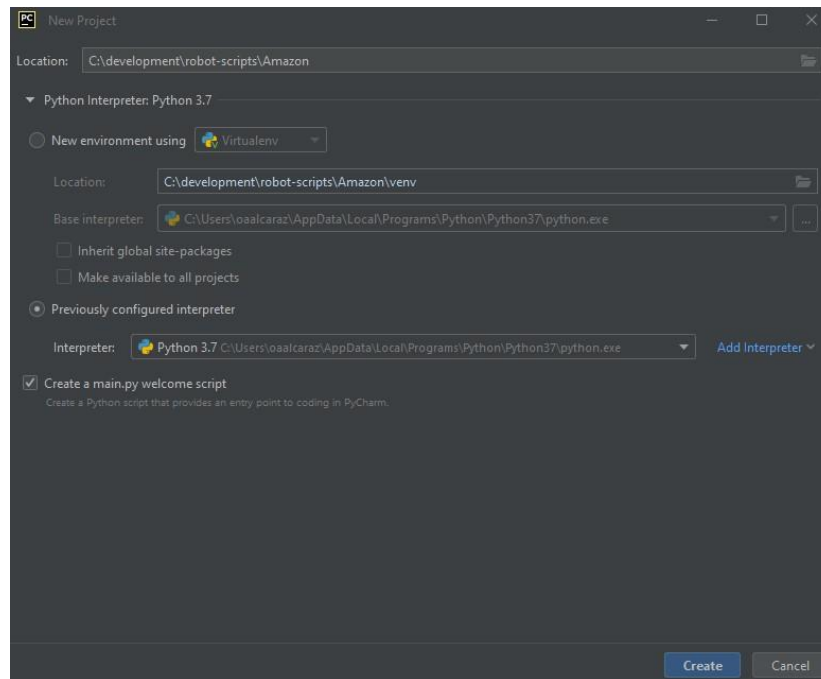 PC New Project
Location: C:\development\robot-scripts\Amazon
Python Interpreter: Python 3.7
New environment using Virtualenv
Location: C:\development\robot-scripts\Amazon\venv
Base interpreter: C:\Users\oaalcaraz\AppData\Local\Programs\Python\Python37\python.exe ...
Inherit global site-packages
Make available to all projects
Previously configured interpreter
Interpreter: Python 3.7 C:\Users\oaalcaraz\AppData\Local\Programs\Python\Python37\python.exe Add Interpreter
Create a main.py welcome script
Create a Python script that provides an entry point to coding in PyCharm.
Create Cancel